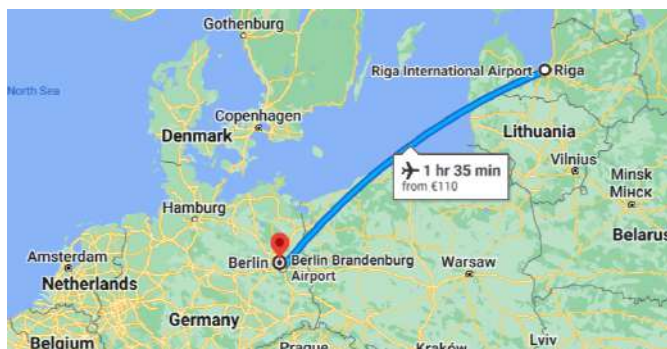 Gothenburg
North Sea
Riga International Airport
Riga
Copenhagen
Denmark
Lithuania
1 hr 35 min
from €110
Vilnius
Minsk
Мінск
Hamburg
Belarus
Amsterdam
Netherlands
Berlin
Berlin Brandenburg
Airport
Warsaw
Germany
Belgium
Prague
Kraków
Lviv